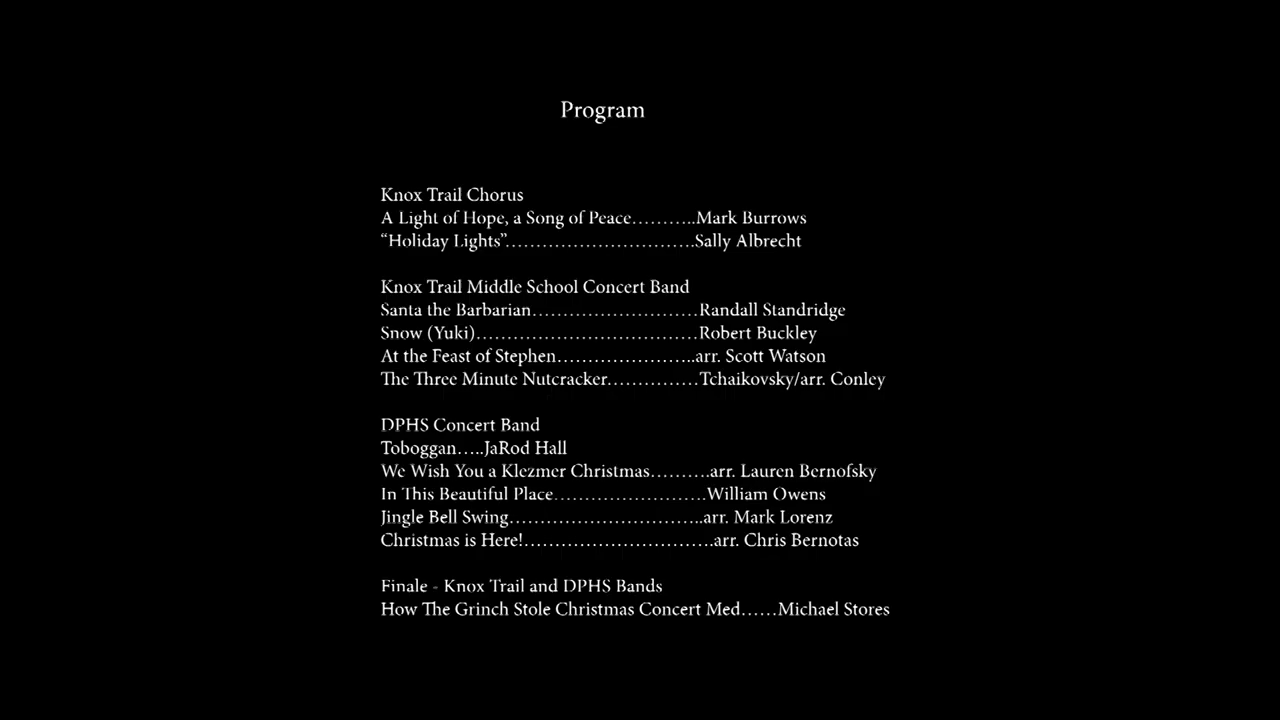 Program
Knox Trail Chorus
A Light of Hope, a Song of Peace………..Mark Burrows
“Holiday Lights”………………………….Sally Albrecht
Knox Trail Middle School Concert Band
Santa the Barbarian………………………Randall Standridge
Snow (Yuki)………………………………Robert Buckley
At the Feast of Stephen…………………..arr. Scott Watson
The Three Minute Nutcracker……………Tchaikovsky/arr. Conley
DPHS Concert Band
Toboggan…..JaRod Hall
We Wish You a Klezmer Christmas……….arr. Lauren Bernofsky
In This Beautiful Place…………………….William Owens
Jingle Bell Swing…………………………..arr. Mark Lorenz
Christmas is Here!………………………….arr. Chris Bernotas
Finale - Knox Trail and DPHS Bands
How The Grinch Stole Christmas Concert Med……Michael Stores